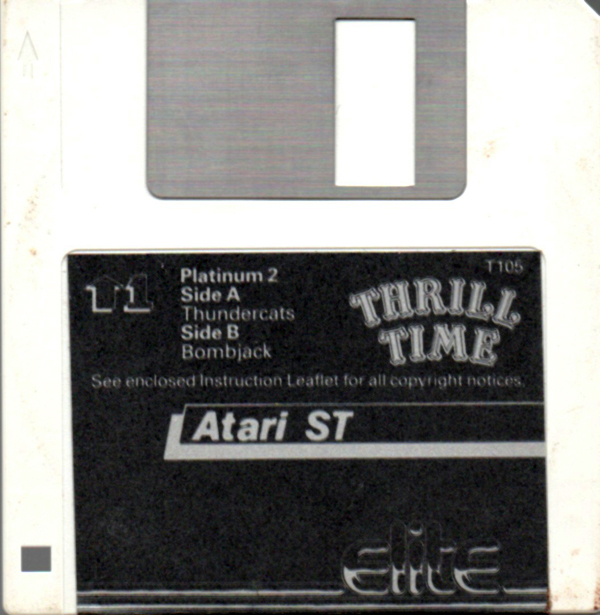 T105
1
Platinum 2
Side A
Thundercats
Side B
Bombjack
THRILL
TIME
See enclosed Instruction Leaflet for all copyright notices.
Atari ST
elite